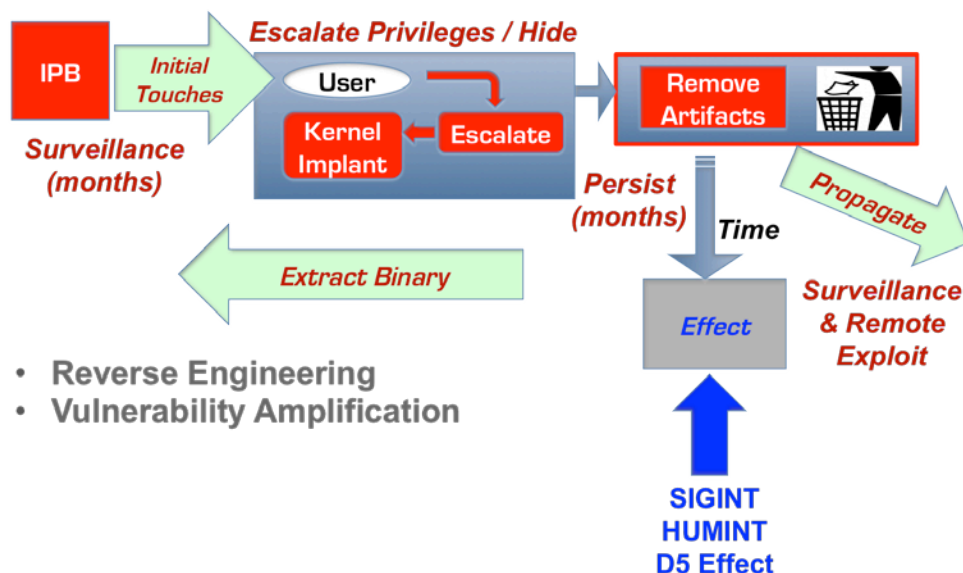 Escalate Privileges / Hide
IPB
Initial
Touches
Surveillance
(months)
User
Escalate
Kernel
Implant
Remove
Artifacts
Persist
(months)
Time
Propagate
Surveillance
& Remote
Exploit
Extract Binary
Effect
• Reverse Engineering
• Vulnerability Amplification
SIGINT
HUMINT
D5 Effect